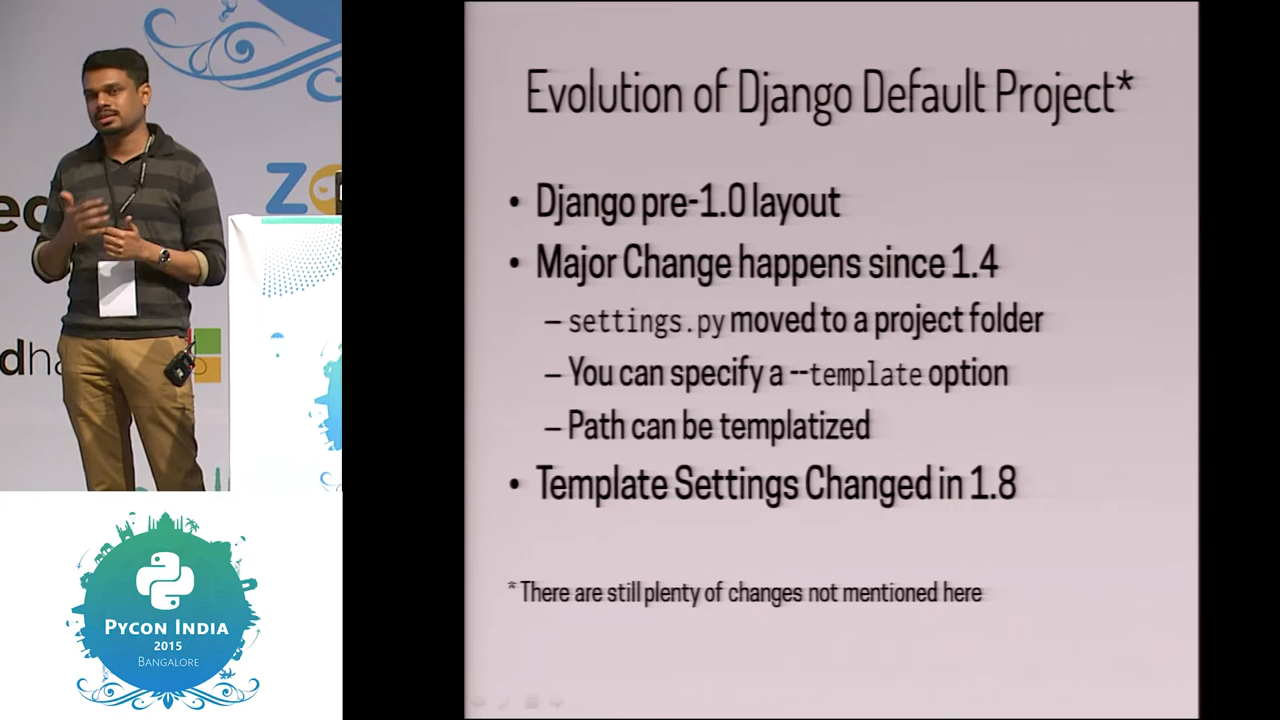 Evolution of Django Default Project*
• Django pre-1.0 layout
• Major Change happens since 1.4
– settings.py moved to a project folder
– You can specify a --template option
– Path can be templatized
• Template Settings Changed in 1.8
* There are still plenty of changes not mentioned here
PYCON INDIA
2015
BANGALORE